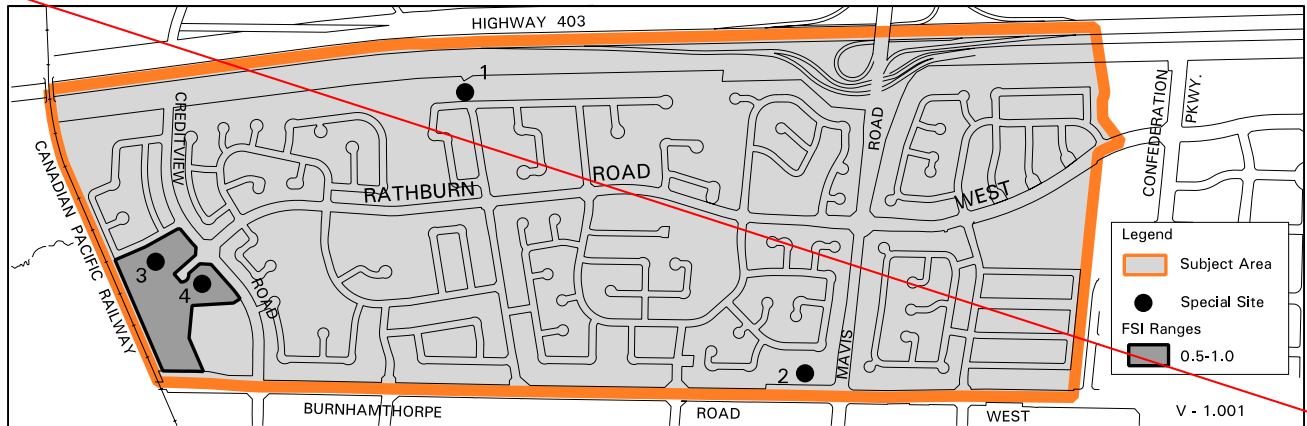 HIGHWAY 403
1
CREDITVIEW
ROAD
CONFEDERATION
PKWY.
CANADIAN PACIFIC RAILWAY
RATHBURN
ROAD
WEST
3
4
ROAD
2
MAVIS
BURNHAMTHORPE
ROAD
WEST
Legend
Subject Area
Special Site
FSI Ranges
0.5-1.0
V - 1.001